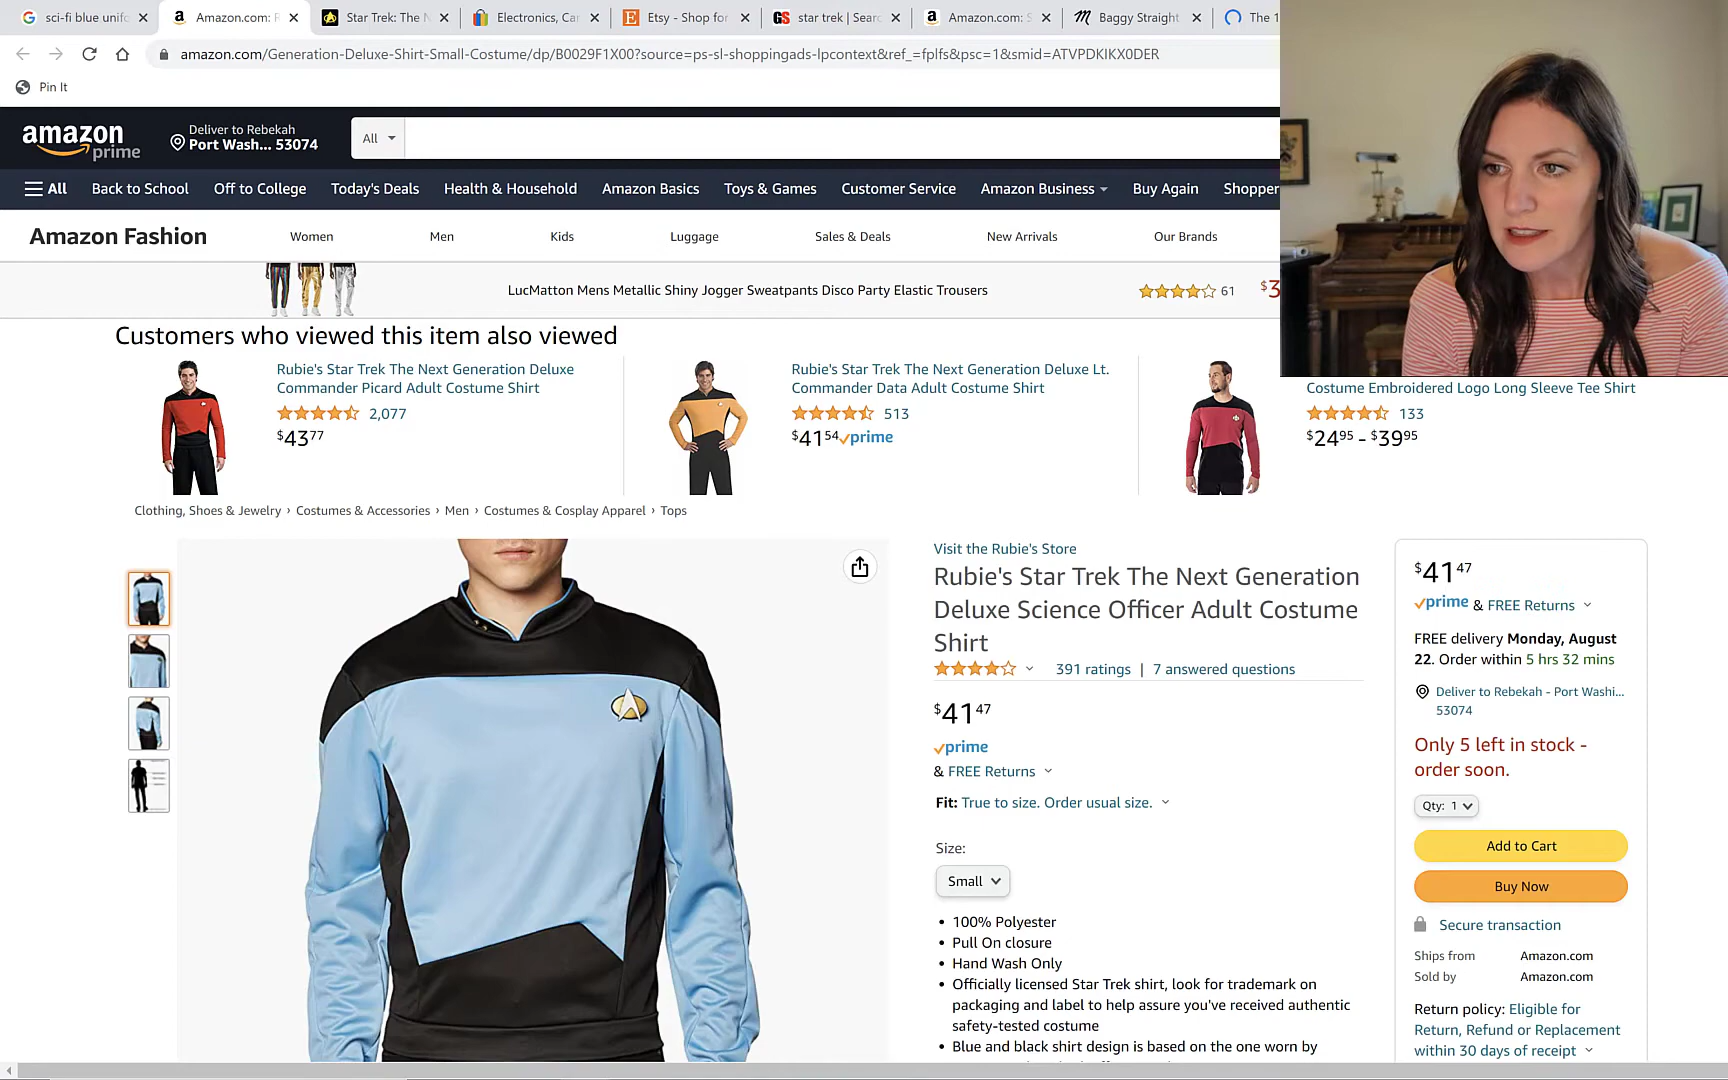 sci-fi blue unifo
Amazon.com: F
Star Trek: The N
Electronics, Car
Etsy - Shop for
star trek | Searc
Amazon.com: S
Baggy Straight
The 1
amazon.com/Generation-Deluxe-Shirt-Small-Costume/dp/B0029F1X00?source=ps-sl-shoppingads-lpcontext&ref_=fplfs&psc=1&smid=ATVPDKIKX0DER
Pin It
amazon prime
Deliver to Rebekah
Port Wash... 53074
All
All Back to School Off to College Today's Deals Health & Household Amazon Basics Toys & Games Customer Service Amazon Business Buy Again Shopper
Amazon Fashion Women Men Kids Luggage Sales & Deals New Arrivals Our Brands
LucMatton Mens Metallic Shiny Jogger Sweatpants Disco Party Elastic Trousers 61 $3
Customers who viewed this item also viewed
Rubie's Star Trek The Next Generation Deluxe
Commander Picard Adult Costume Shirt
2,077
$43 77
Rubie's Star Trek The Next Generation Deluxe Lt.
Commander Data Adult Costume Shirt
513
$41 54 prime
Costume Embroidered Logo Long Sleeve Tee Shirt
133
$24 95 - $39 95
Clothing, Shoes & Jewelry › Costumes & Accessories › Men › Costumes & Cosplay Apparel › Tops
Visit the Rubie's Store
Rubie's Star Trek The Next Generation
Deluxe Science Officer Adult Costume
Shirt
391 ratings | 7 answered questions
$41 47
prime
& FREE Returns
Fit: True to size. Order usual size.
Size:
Small
• 100% Polyester
• Pull On closure
• Hand Wash Only
• Officially licensed Star Trek shirt, look for trademark on
packaging and label to help assure you've received authentic
safety-tested costume
• Blue and black shirt design is based on the one worn by
$41 47
prime & FREE Returns
FREE delivery Monday, August
22. Order within 5 hrs 32 mins
Deliver to Rebekah - Port Washi...
53074
Only 5 left in stock -
order soon.
Qty: 1
Add to Cart
Buy Now
Secure transaction
Ships from Amazon.com
Sold by Amazon.com
Return policy: Eligible for
Return, Refund or Replacement
within 30 days of receipt